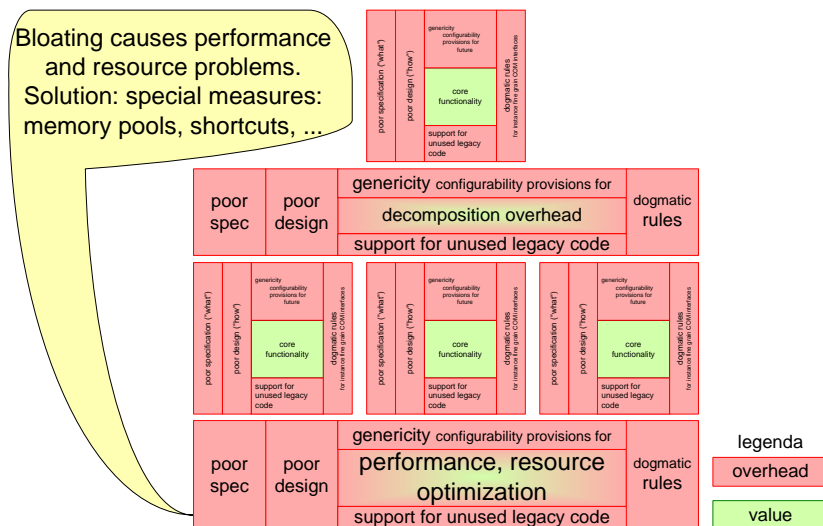 Bloating causes performance
and resource problems.
Solution: special measures:
memory pools, shortcuts, ...
poor specification ("what")
poor design ("how")
genericity
configurability
provisions for
future
core
functionality
support for
unused legacy
code
dogmatic rules
for instance fine grain COM interfaces
poor
spec
poor
design
genericity configurability provisions for
decomposition overhead
support for unused legacy code
dogmatic
rules
poor specification ("what")
poor design ("how")
genericity
configurability
provisions for
future
core
functionality
support for
unused legacy
code
dogmatic rules
for instance fine grain COM interfaces
poor specification ("what")
poor design ("how")
genericity
configurability
provisions for
future
core
functionality
support for
unused legacy
code
dogmatic rules
for instance fine grain COM interfaces
poor specification ("what")
poor design ("how")
genericity
configurability
provisions for
future
core
functionality
support for
unused legacy
code
dogmatic rules
for instance fine grain COM interfaces
poor
spec
poor
design
genericity configurability provisions for
performance, resource
optimization
support for unused legacy code
dogmatic
rules
legenda
overhead
value